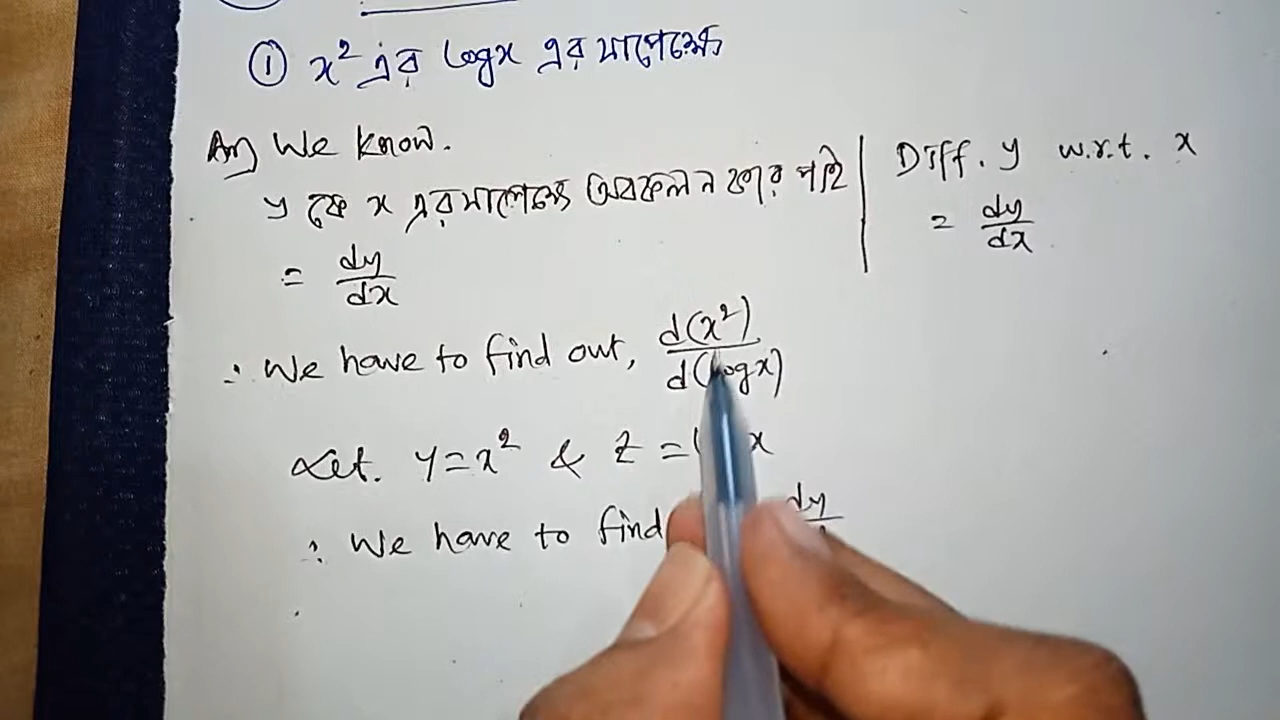 ① x² এর logx এর সাপেক্ষে
Ans We know.
y কে x এর সাপেক্ষে অবকলন করে পাই
= dy/dx
Diff. y w.r.t. x
= dy/dx
∴ We have to find out, d(x²)/d(logx)
Let. y=x² & z = x
∴ We have to find dy